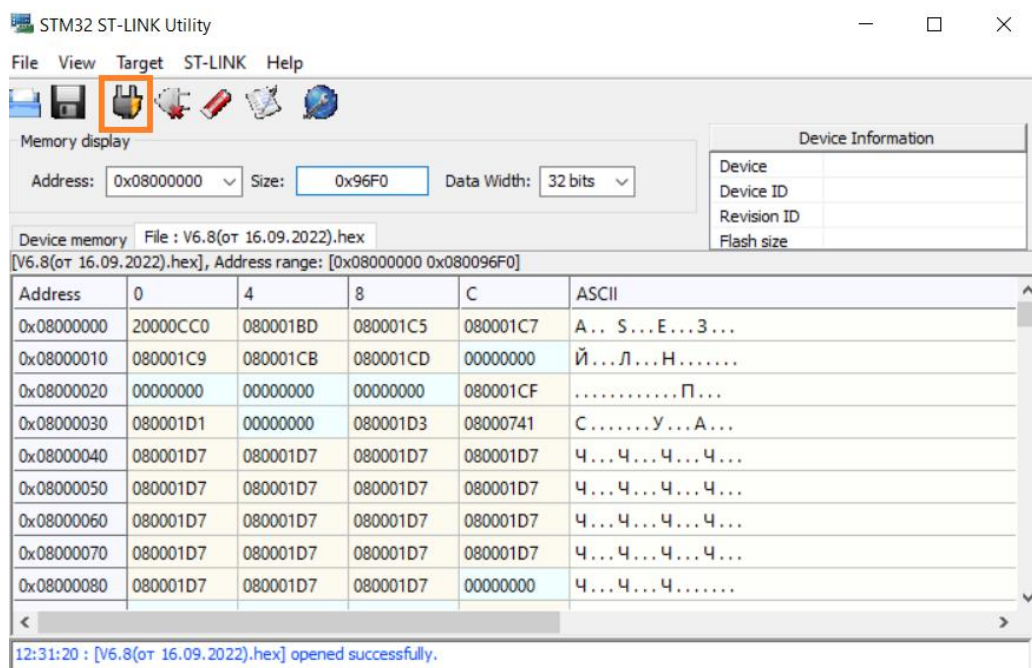 STM32 ST-LINK Utility
File View Target ST-LINK Help
Memory display
Address: 0x08000000 Size: 0x96F0 Data Width: 32 bits
Device Information
Device
Device ID
Revision ID
Flash size
Device memory File : V6.8(от 16.09.2022).hex
[V6.8(от 16.09.2022).hex], Address range: [0x08000000 0x080096F0]
Address 0 4 8 C ASCII
0x08000000 20000CC0 080001BD 080001C5 080001C7 А.. S...Е...З...
0x08000010 080001C9 080001CB 080001CD 00000000 Й...Л...Н.......
0x08000020 00000000 00000000 00000000 080001CF ............П...
0x08000030 080001D1 00000000 080001D3 08000741 С.......У...A...
0x08000040 080001D7 080001D7 080001D7 080001D7 Ч...Ч...Ч...Ч...
0x08000050 080001D7 080001D7 080001D7 080001D7 Ч...Ч...Ч...Ч...
0x08000060 080001D7 080001D7 080001D7 080001D7 Ч...Ч...Ч...Ч...
0x08000070 080001D7 080001D7 080001D7 080001D7 Ч...Ч...Ч...Ч...
0x08000080 080001D7 080001D7 080001D7 00000000 Ч...Ч...Ч.......
12:31:20 : [V6.8(от 16.09.2022).hex] opened successfully.